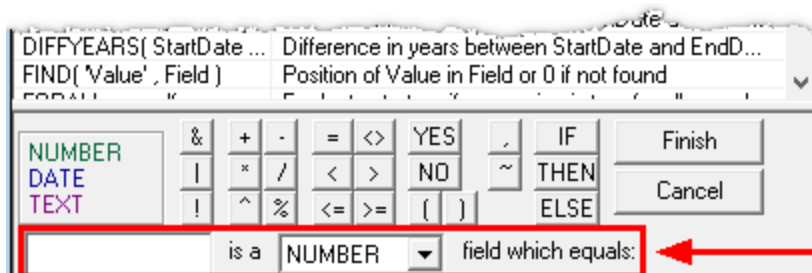 Date
DIFFYEARS( StartDate ... Difference in years between StartDate and EndD...
FIND( 'Value' , Field ) Position of Value in Field or 0 if not found
& + - = <> YES , IF Finish
NUMBER
| * / < > NO ~ THEN
DATE
Cancel
TEXT
! ^ % <= >= ( ) ELSE
is a NUMBER field which equals: